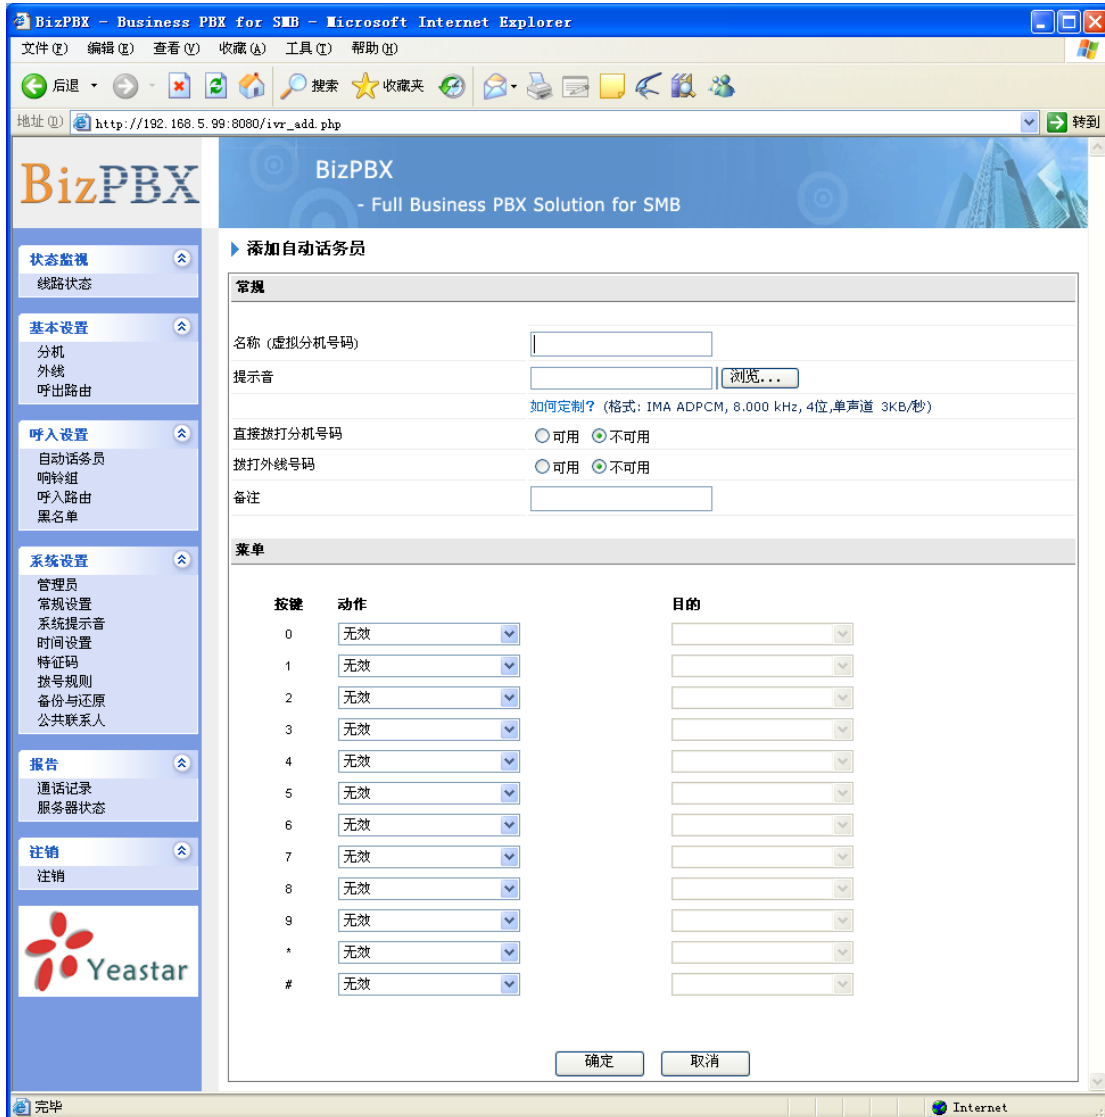 BizPBX - Business PBX for SMB - Microsoft Internet Explorer
文件(F) 编辑(E) 查看(V) 收藏(A) 工具(T) 帮助(H)
后退 搜索 收藏夹
地址(D) http://192.168.5.99:8080/ivr_add.php 转到
BizPBX
BizPBX
- Full Business PBX Solution for SMB
状态监视
线路状态
基本设置
分机
外线
呼出路由
呼入设置
自动话务员
响铃组
呼入路由
黑名单
系统设置
管理员
常规设置
系统提示音
时间设置
特征码
拨号规则
备份与还原
公共联系人
报告
通话记录
服务器状态
注销
注销
Yeastar
添加自动话务员
常规
名称 (虚拟分机号码)
提示音 浏览...
如何定制? (格式: IMA ADPCM, 8.000 kHz, 4位,单声道 3KB/秒)
直接拨打分机号码 可用 不可用
拨打外线号码 可用 不可用
备注
菜单
按键 动作 目的
0 无效
1 无效
2 无效
3 无效
4 无效
5 无效
6 无效
7 无效
8 无效
9 无效
* 无效
# 无效
确定 取消
完毕 Internet